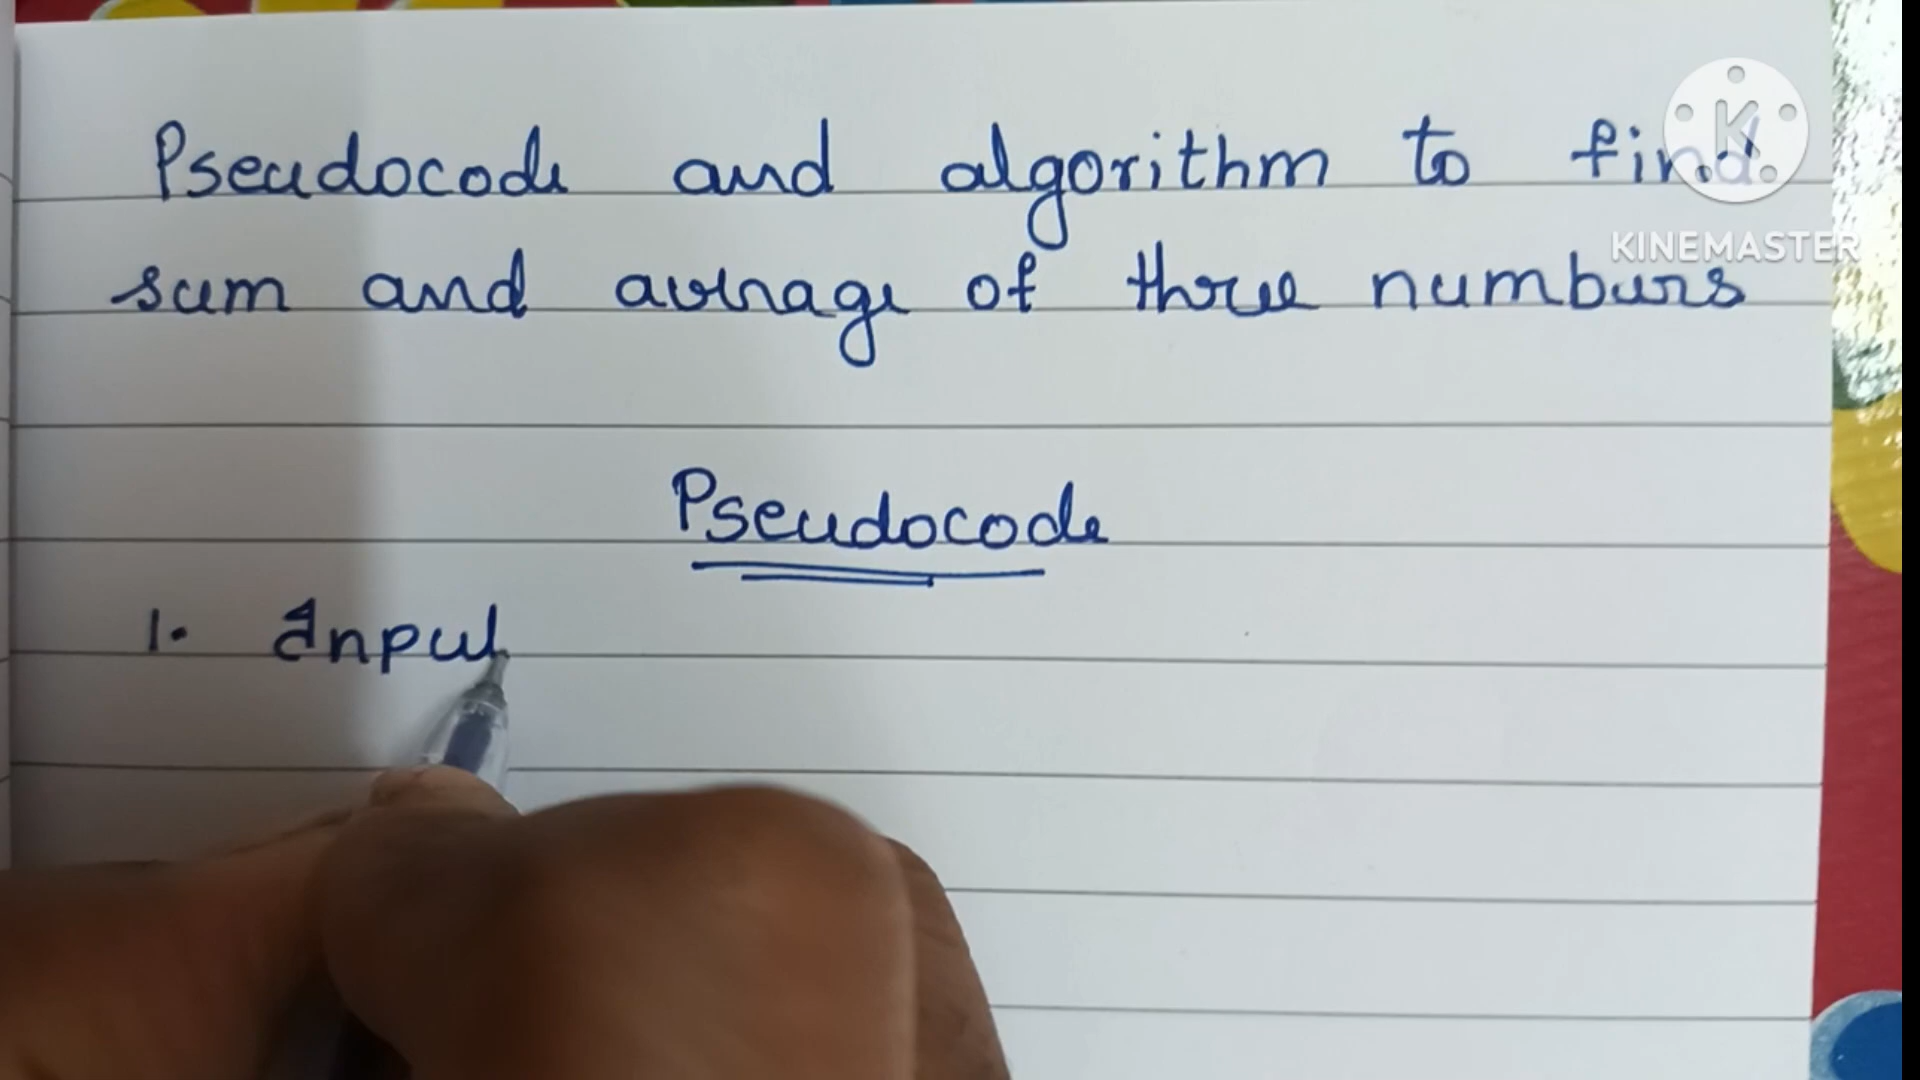 Pseudocode and algorithm to find
KINEMASTER
sum and average of three numbers
Pseudocode
1. Input